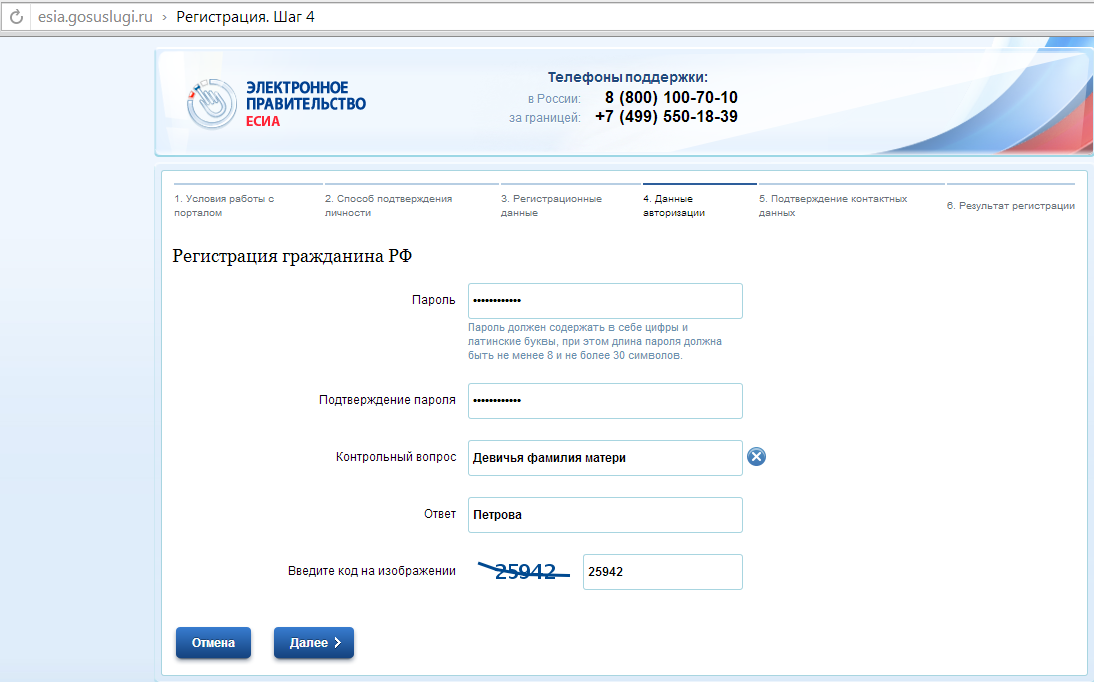 esia.gosuslugi.ru › Регистрация. Шаг 4
ЭЛЕКТРОННОЕ
ПРАВИТЕЛЬСТВО
ЕСИА
Телефоны поддержки:
в России: 8 (800) 100-70-10
за границей: +7 (499) 550-18-39
1. Условия работы с
порталом
2. Способ подтверждения
личности
3. Регистрационные
данные
4. Данные
авторизации
5. Подтверждение контактных
данных
6. Результат регистрации
Регистрация гражданина РФ
Пароль ••••••••••••
Пароль должен содержать в себе цифры и
латинские буквы, при этом длина пароля должна
быть не менее 8 и не более 30 символов.
Подтверждение пароля ••••••••••••
Контрольный вопрос Девичья фамилия матери
Ответ Петрова
Введите код на изображении 25942 25942
Отмена Далее